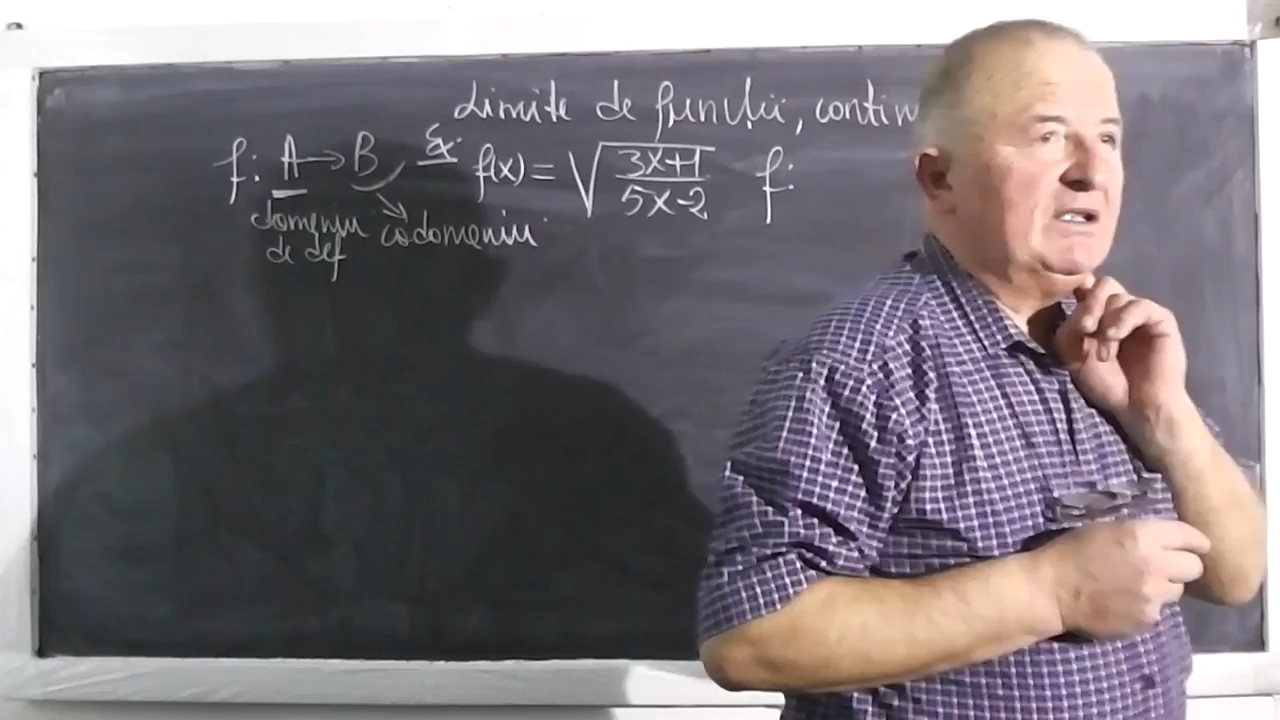 Limite de funcții, contin
f: A → B, Ex: f(x) = √(3x+1 / 5x-2) f:
domeniu codomeniu
de def